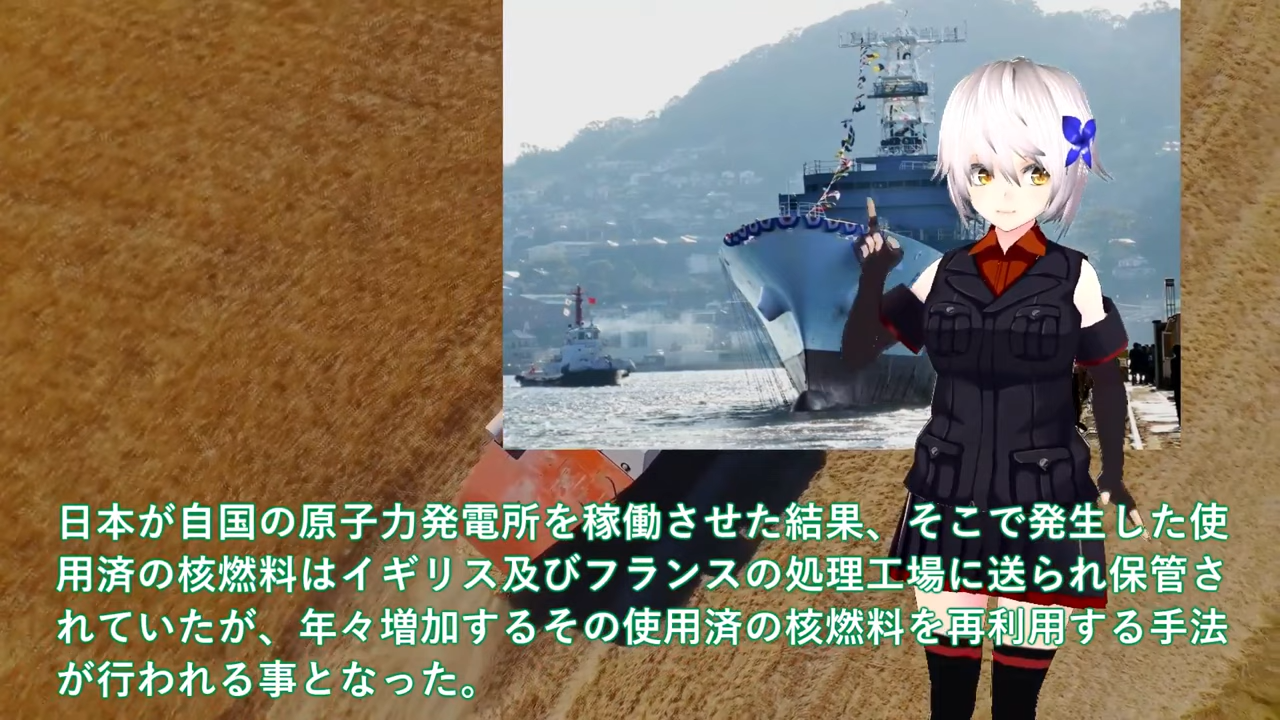 日本が自国の原子力発電所を稼働させた結果、そこで発生した使
用済の核燃料はイギリス及びフランスの処理工場に送られ保管さ
れていたが、年々増加するその使用済の核燃料を再利用する手法
が行われる事となった。